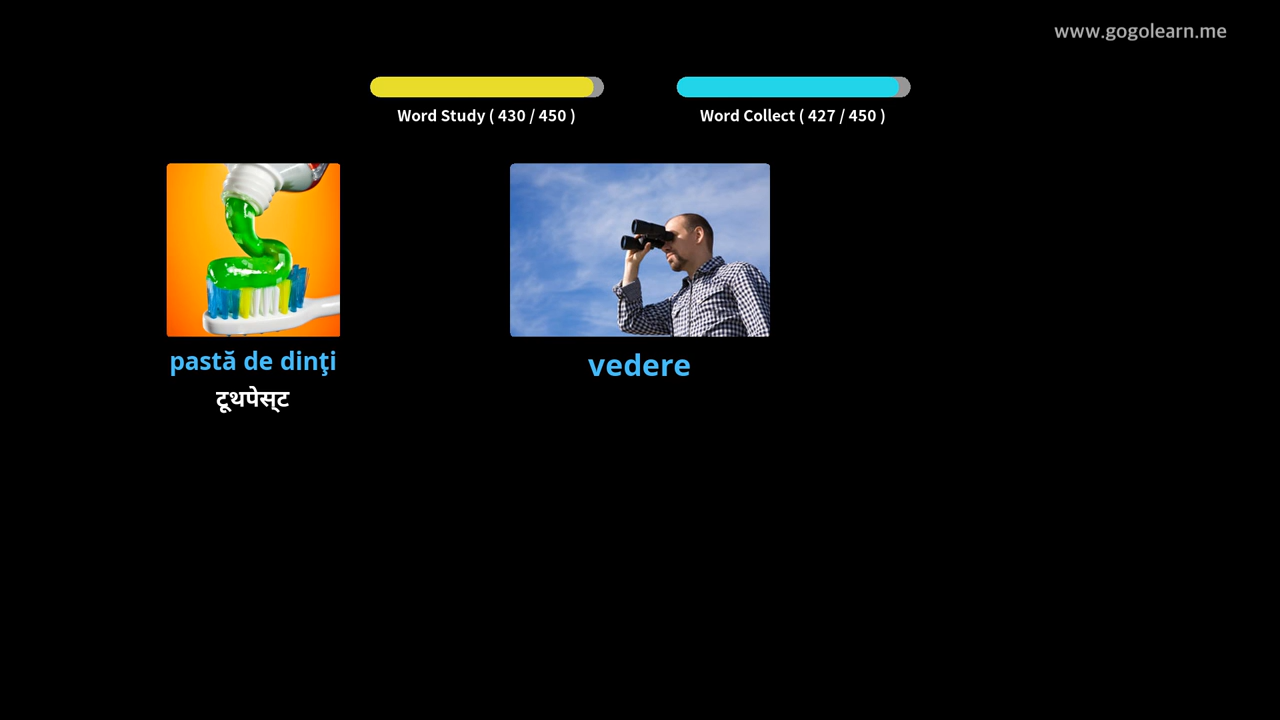 www.gogolearn.me
Word Study ( 430 / 450 )
Word Collect ( 427 / 450 )
pastă de dinţi
टूथपेस्ट
vedere